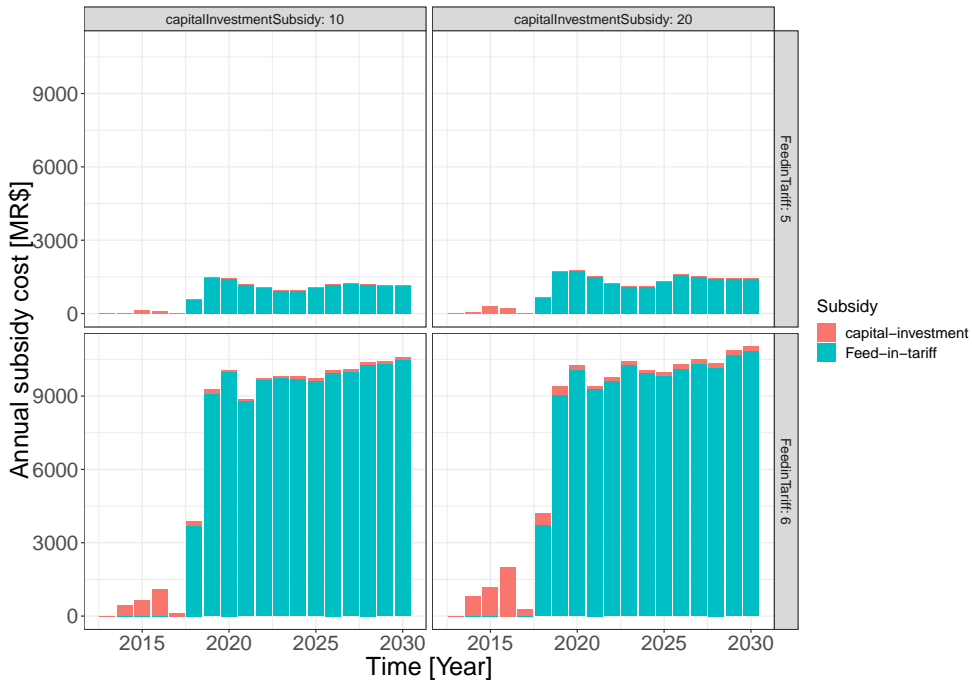 capitalInvestmentSubsidy: 10
capitalInvestmentSubsidy: 20
Annual subsidy cost [MR$]
9000
6000
3000
0
FeedinTariff: 5
9000
6000
3000
0
FeedinTariff: 6
2015
2020
2025
2030
2015
2020
2025
2030
Time [Year]
Subsidy
capital−investment
Feed−in−tariff